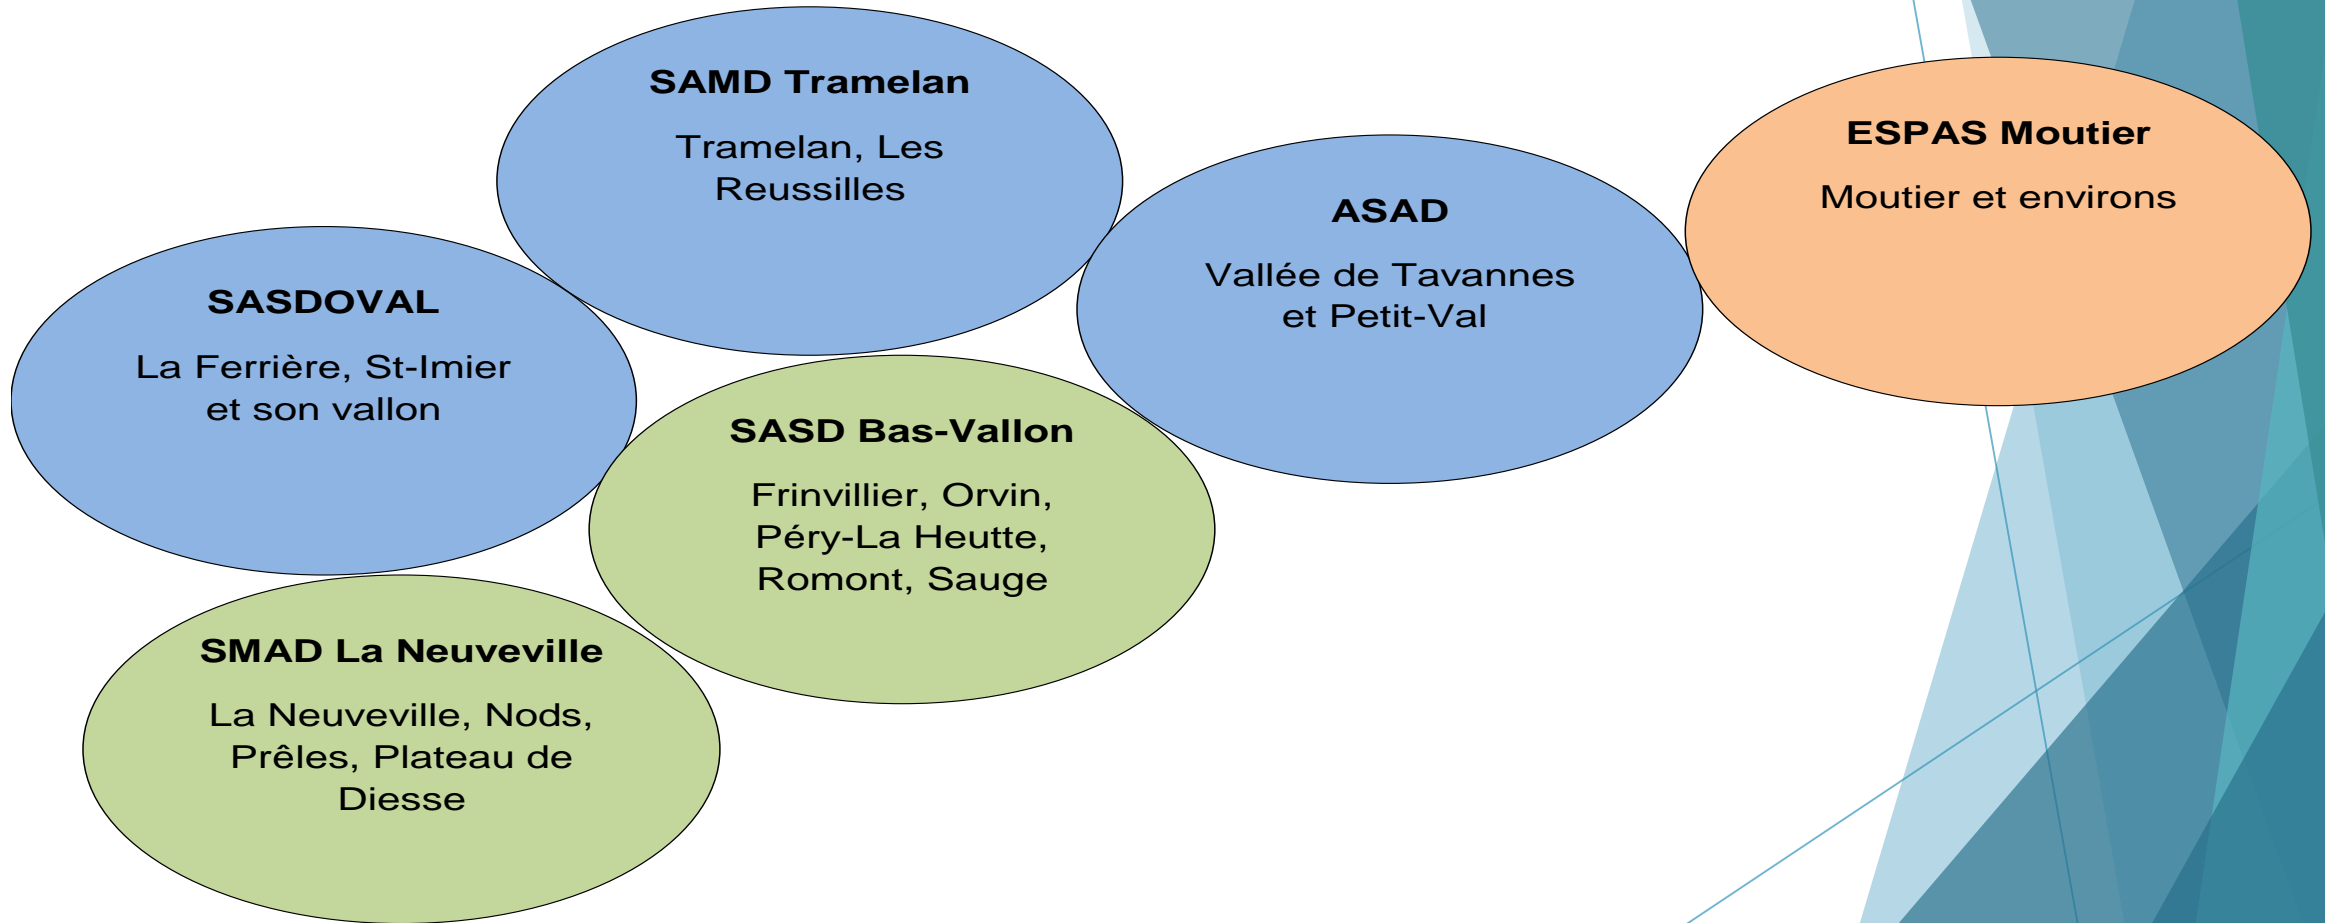 SAMD Tramelan
Tramelan, Les
Reussilles
ESPAS Moutier
Moutier et environs
ASAD
Vallée de Tavannes
et Petit-Val
SASDOVAL
La Ferrière, St-Imier
et son vallon
SASD Bas-Vallon
Frinvillier, Orvin,
Péry-La Heutte,
Romont, Sauge
SMAD La Neuveville
La Neuveville, Nods,
Prêles, Plateau de
Diesse